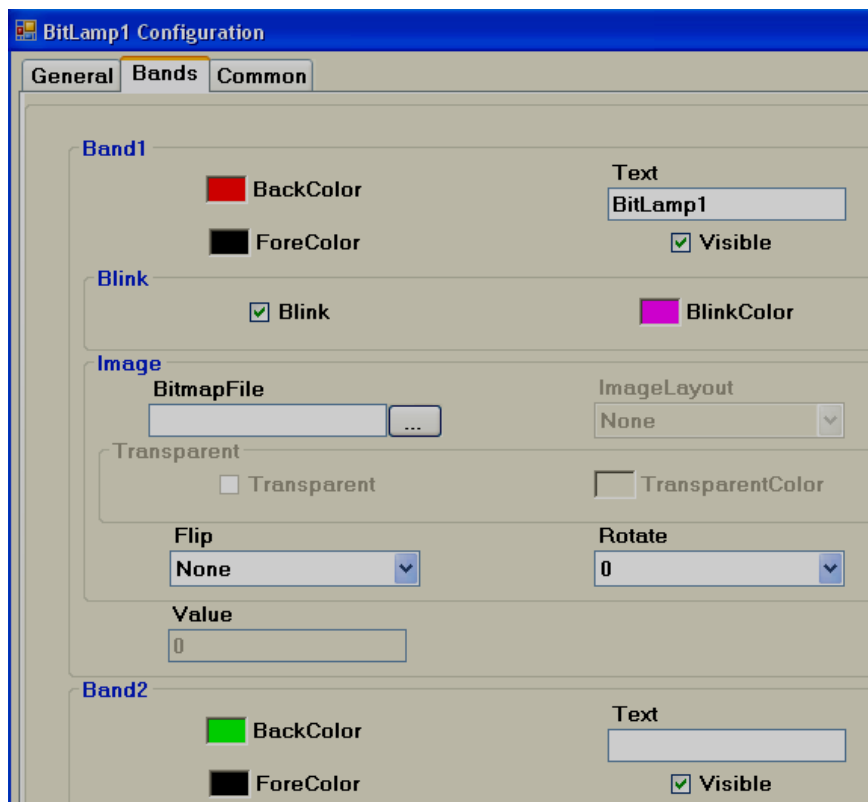 BitLamp1 Configuration
General Bands Common
Band1
BackColor
Text
BitLamp1
ForeColor
Visible
Blink
Blink
BlinkColor
Image
BitmapFile
...
ImageLayout
None
Transparent
Transparent
TransparentColor
Flip
None
Rotate
0
Value
0
Band2
BackColor
Text
ForeColor
Visible